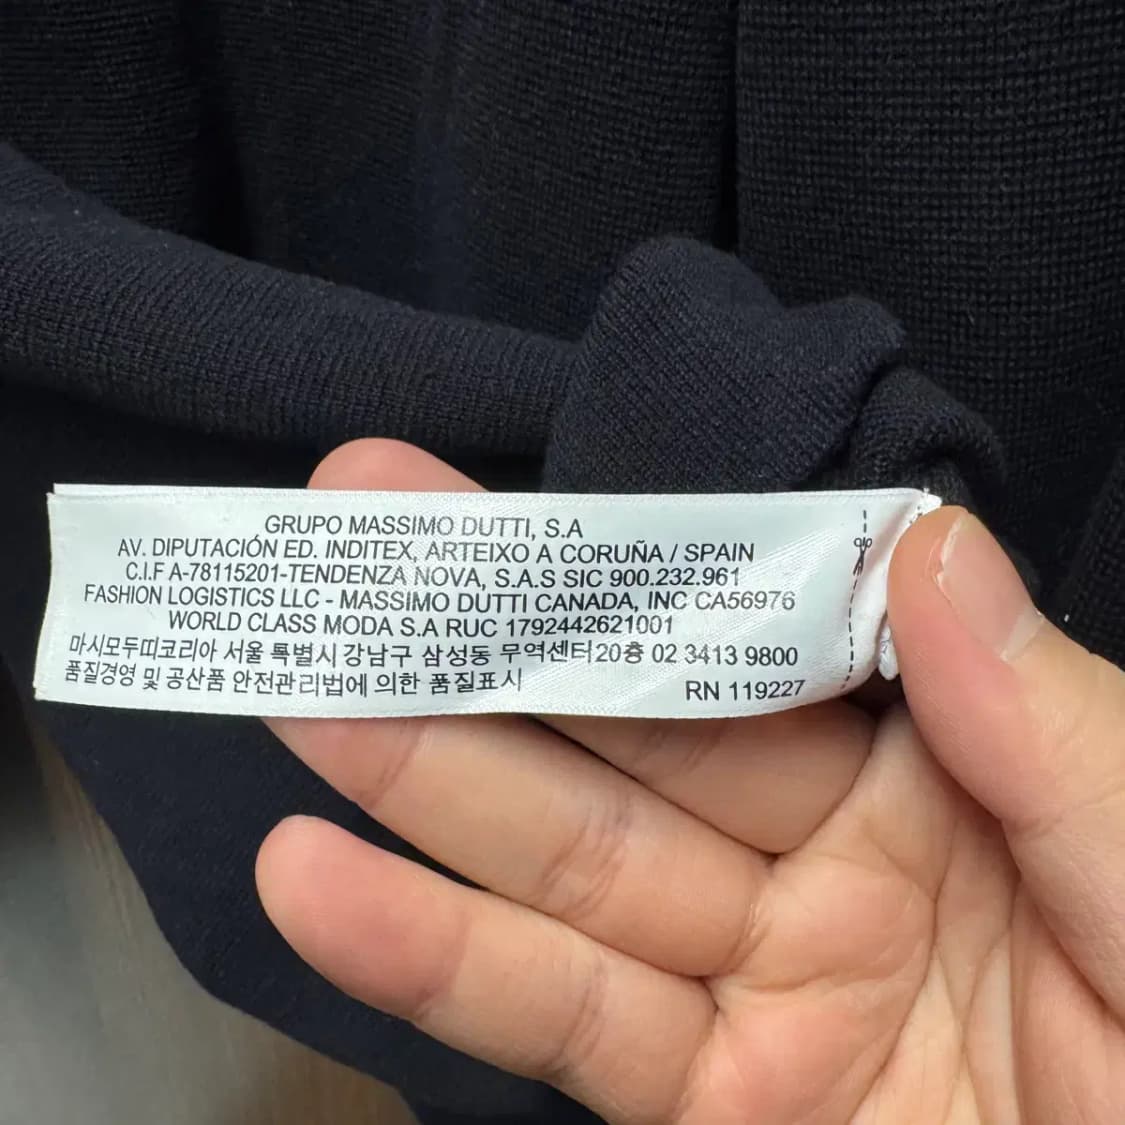 GRUPO MASSIMO DUTTI, S.A
AV. DIPUTACIÓN ED. INDITEX, ARTEIXO A CORUÑA / SPAIN
C.I.F A-78115201-TENDENZA NOVA, S.A.S SIC 900.232.961
FASHION LOGISTICS LLC - MASSIMO DUTTI CANADA, INC CA56976
WORLD CLASS MODA S.A RUC 1792442621001
마시모두띠코리아 서울 특별시 강남구 삼성동 무역센터20층 02 3413 9800
품질경영 및 공산품 안전관리법에 의한 품질표시
RN 119227